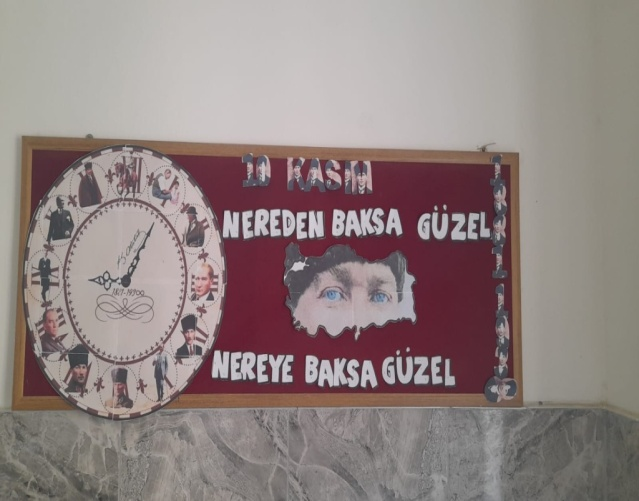 10 KASIM
NEREDEN BAKSA GÜZEL
NEREYE BAKSA GÜZEL